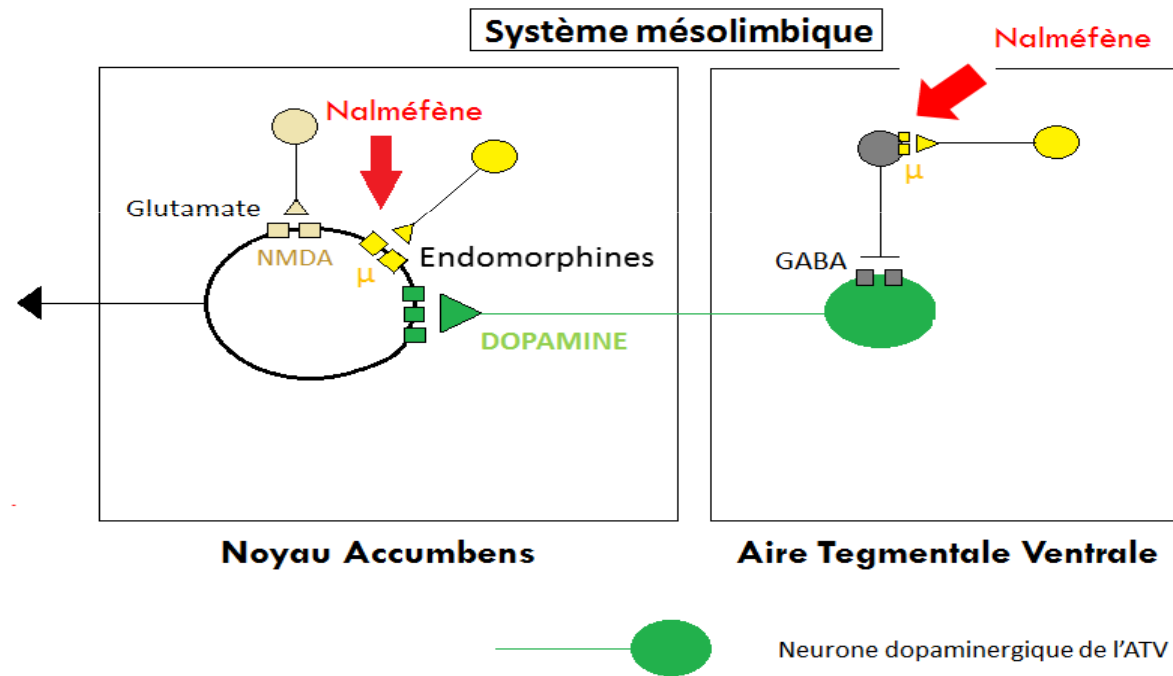 Système mésolimbique
Nalméfène
Nalméfène
Glutamate
NMDA
μ
Endomorphines
DOPAMINE
μ
GABA
Noyau Accumbens
Aire Tegmentale Ventrale
Neurone dopaminergique de l'ATV